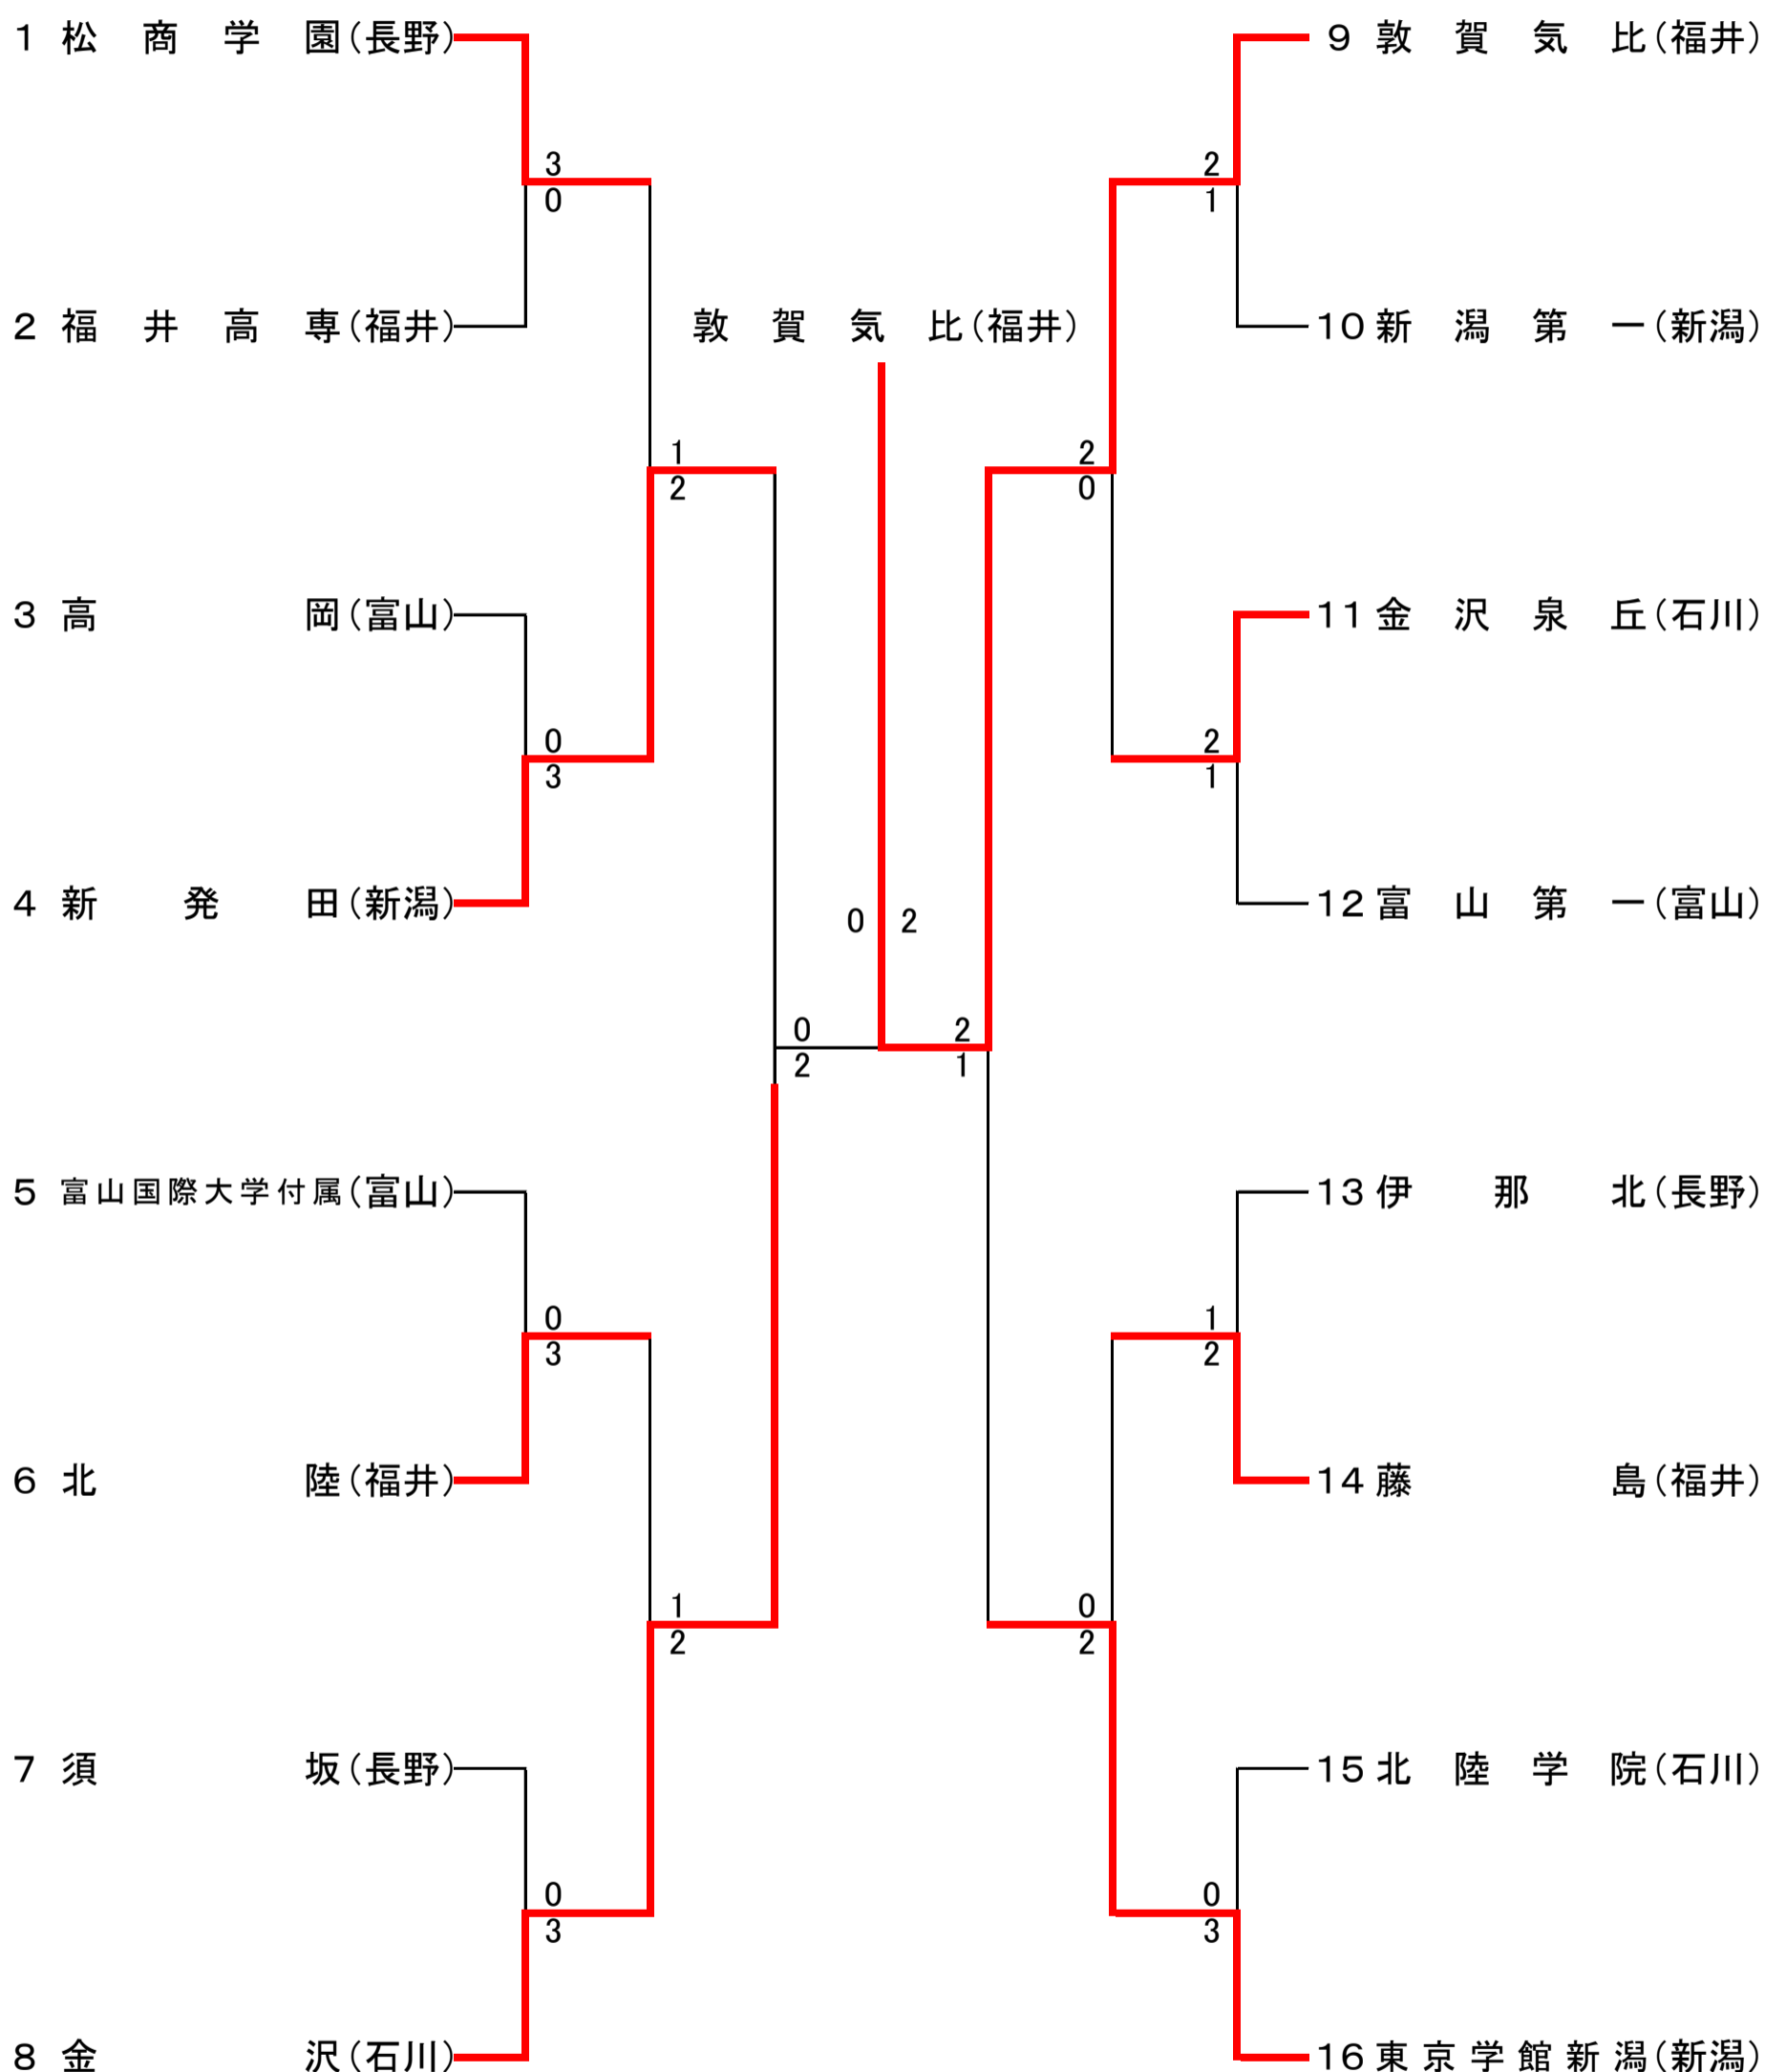 1 松商学園(長野)
3
0
2 福井高専(福井)
1
2
3 高岡(富山)
0
3
4 新発田(新潟)
0
2
5 富山国際大学付属(富山)
0
3
6 北陸(福井)
1
2
7 須坂(長野)
0
3
8 金沢(石川)
敦賀気比(福井)
0 2
9 敦賀気比(福井)
2
1
10 新潟第一(新潟)
2
0
11 金沢泉丘(石川)
2
1
12 富山第一(富山)
2
1
13 伊那北(長野)
1
2
14 藤島(福井)
0
2
15 北陸学院(石川)
0
3
16 東京学館新潟(新潟)